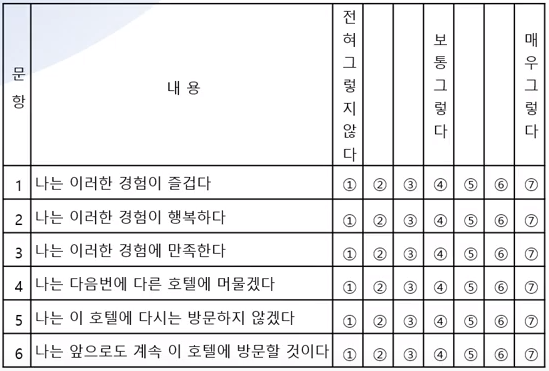 문항 내 용 전혀그렇지않다 보통그렇다 매우그렇다
1 나는 이러한 경험이 즐겁다 ① ② ③ ④ ⑤ ⑥ ⑦
2 나는 이러한 경험이 행복하다 ① ② ③ ④ ⑤ ⑥ ⑦
3 나는 이러한 경험에 만족한다 ① ② ③ ④ ⑤ ⑥ ⑦
4 나는 다음번에 다른 호텔에 머물겠다 ① ② ③ ④ ⑤ ⑥ ⑦
5 나는 이 호텔에 다시는 방문하지 않겠다 ① ② ③ ④ ⑤ ⑥ ⑦
6 나는 앞으로도 계속 이 호텔에 방문할 것이다 ① ② ③ ④ ⑤ ⑥ ⑦